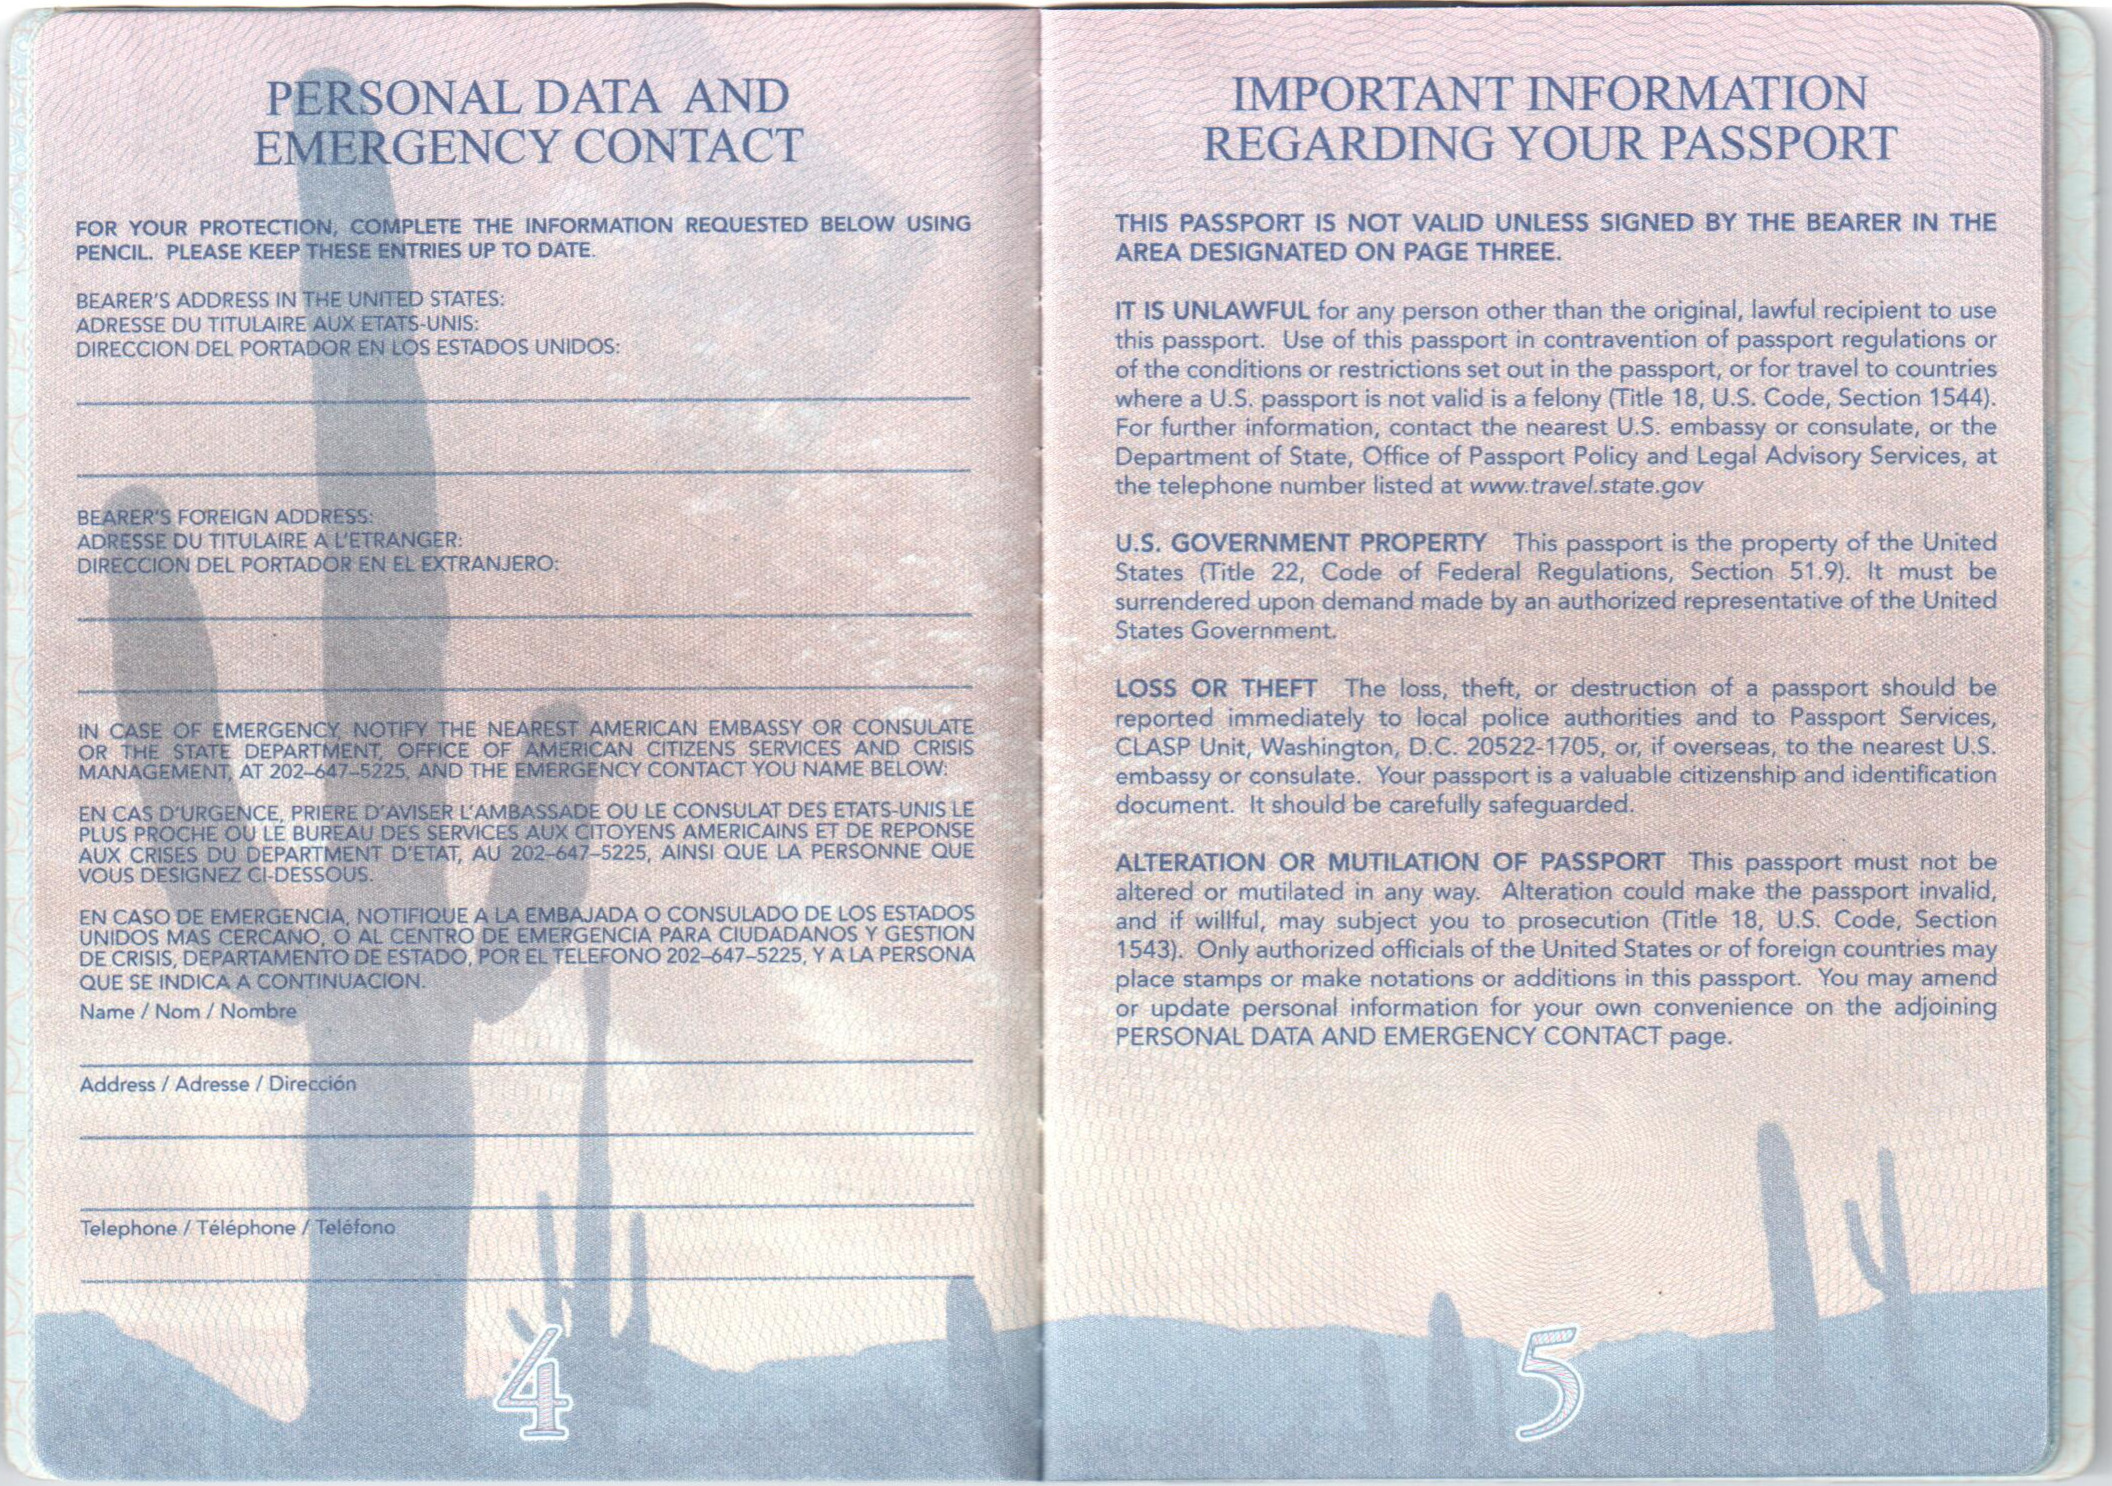 PERSONAL DATA AND
EMERGENCY CONTACT
FOR YOUR PROTECTION, COMPLETE THE INFORMATION REQUESTED BELOW USING
PENCIL. PLEASE KEEP THESE ENTRIES UP TO DATE.
BEARER'S ADDRESS IN THE UNITED STATES:
ADRESSE DU TITULAIRE AUX ETATS-UNIS:
DIRECCION DEL PORTADOR EN LOS ESTADOS UNIDOS:
BEARER'S FOREIGN ADDRESS:
ADRESSE DU TITULAIRE A L'ETRANGER:
DIRECCION DEL PORTADOR EN EL EXTRANJERO:
IN CASE OF EMERGENCY, NOTIFY THE NEAREST AMERICAN EMBASSY OR CONSULATE
OR THE STATE DEPARTMENT, OFFICE OF AMERICAN CITIZENS SERVICES AND CRISIS
MANAGEMENT, AT 202–647–5225, AND THE EMERGENCY CONTACT YOU NAME BELOW:
EN CAS D'URGENCE, PRIERE D'AVISER L'AMBASSADE OU LE CONSULAT DES ETATS-UNIS LE
PLUS PROCHE OU LE BUREAU DES SERVICES AUX CITOYENS AMERICAINS ET DE REPONSE
AUX CRISES DU DEPARTMENT D'ETAT, AU 202–647–5225, AINSI QUE LA PERSONNE QUE
VOUS DESIGNEZ CI-DESSOUS.
EN CASO DE EMERGENCIA, NOTIFIQUE A LA EMBAJADA O CONSULADO DE LOS ESTADOS
UNIDOS MAS CERCANO, O AL CENTRO DE EMERGENCIA PARA CIUDADANOS Y GESTION
DE CRISIS, DEPARTAMENTO DE ESTADO, POR EL TELEFONO 202–647–5225, Y A LA PERSONA
QUE SE INDICA A CONTINUACION.
Name / Nom / Nombre
Address / Adresse / Dirección
Telephone / Téléphone / Teléfono
4
IMPORTANT INFORMATION
REGARDING YOUR PASSPORT
THIS PASSPORT IS NOT VALID UNLESS SIGNED BY THE BEARER IN THE
AREA DESIGNATED ON PAGE THREE.
IT IS UNLAWFUL for any person other than the original, lawful recipient to use
this passport. Use of this passport in contravention of passport regulations or
of the conditions or restrictions set out in the passport, or for travel to countries
where a U.S. passport is not valid is a felony (Title 18, U.S. Code, Section 1544).
For further information, contact the nearest U.S. embassy or consulate, or the
Department of State, Office of Passport Policy and Legal Advisory Services, at
the telephone number listed at www.travel.state.gov
U.S. GOVERNMENT PROPERTY This passport is the property of the United
States (Title 22, Code of Federal Regulations, Section 51.9). It must be
surrendered upon demand made by an authorized representative of the United
States Government.
LOSS OR THEFT The loss, theft, or destruction of a passport should be
reported immediately to local police authorities and to Passport Services,
CLASP Unit, Washington, D.C. 20522-1705, or, if overseas, to the nearest U.S.
embassy or consulate. Your passport is a valuable citizenship and identification
document. It should be carefully safeguarded.
ALTERATION OR MUTILATION OF PASSPORT This passport must not be
altered or mutilated in any way. Alteration could make the passport invalid,
and if willful, may subject you to prosecution (Title 18, U.S. Code, Section
1543). Only authorized officials of the United States or of foreign countries may
place stamps or make notations or additions in this passport. You may amend
or update personal information for your own convenience on the adjoining
PERSONAL DATA AND EMERGENCY CONTACT page.
5